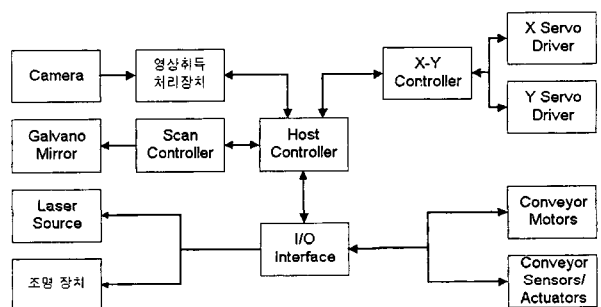 Camera
영상취득
처리장치
X-Y
Controller
X Servo
Driver
Y Servo
Driver
Galvano
Mirror
Scan
Controller
Host
Controller
Laser
Source
조명 장치
I/O
interface
Conveyor
Motors
Conveyor
Sensors/
Actuators